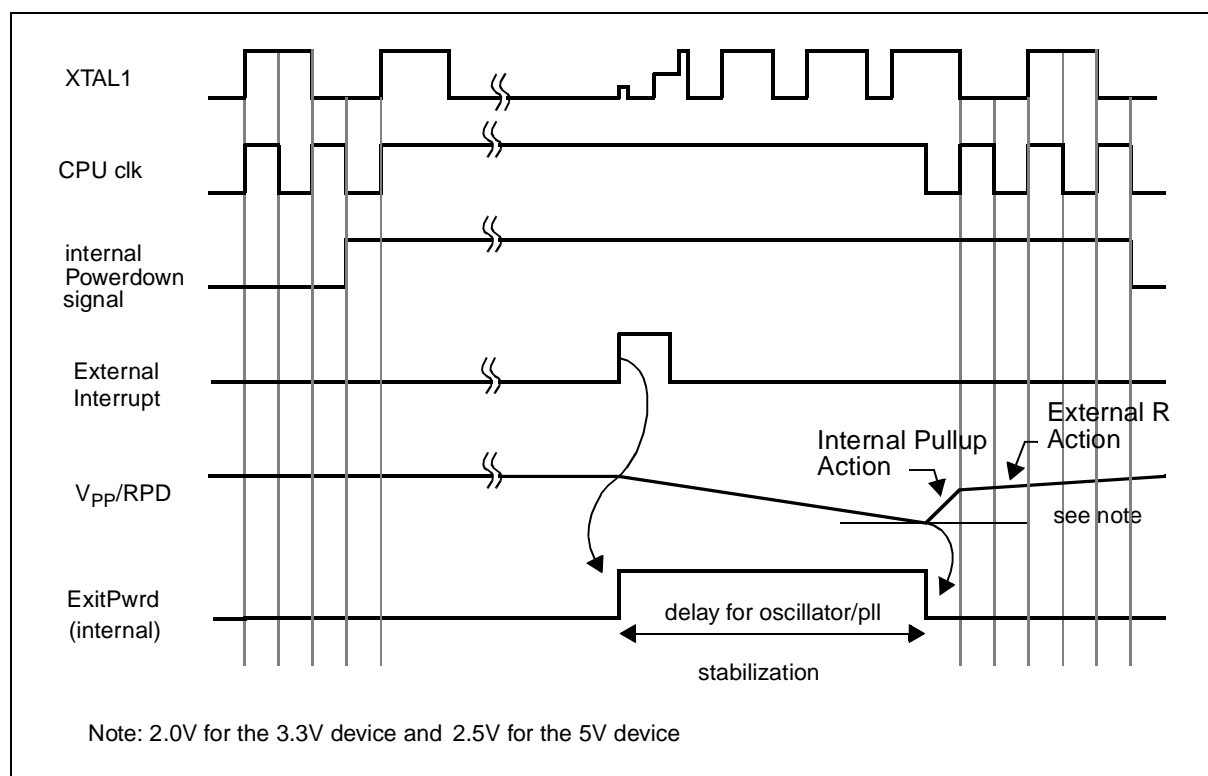 XTAL1
CPU clk
internal
Powerdown
signal
External
Interrupt
External R
Action
Internal Pullup
Action
VPP/RPD
see note
ExitPwrd
(internal)
delay for oscillator/pll
stabilization
Note: 2.0V for the 3.3V device and 2.5V for the 5V device